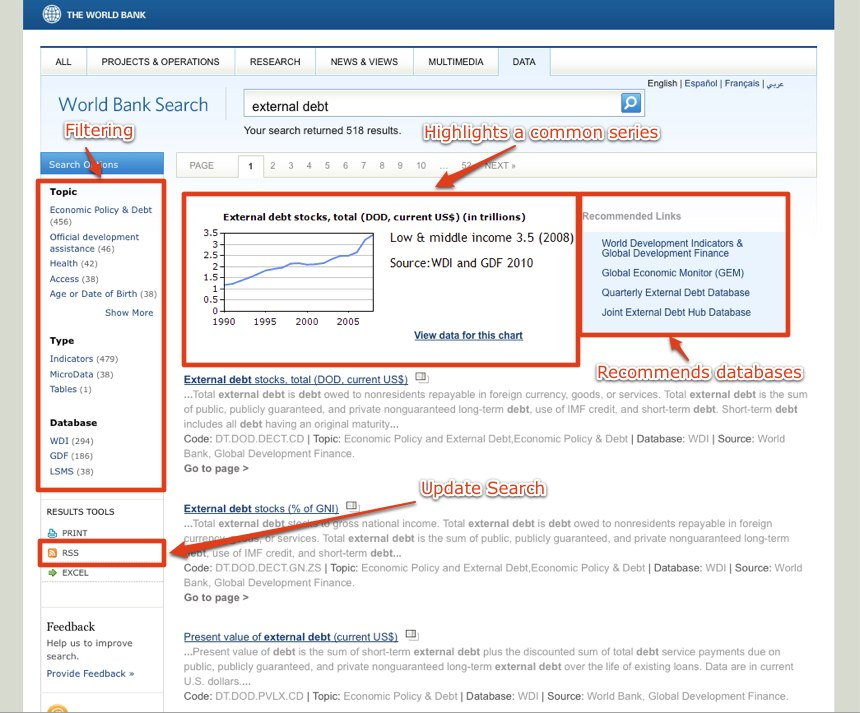 THE WORLD BANK
ALL PROJECTS & OPERATIONS RESEARCH NEWS & VIEWS MULTIMEDIA DATA
English | Español | Français | عربي
World Bank Search
external debt
Your search returned 518 results.
Filtering
Highlights a common series
Search Options
PAGE 1 2 3 4 5 6 7 8 9 10 ... 52 NEXT »
Topic
Economic Policy & Debt
(456)
Official development
assistance (46)
Health (42)
Access (38)
Age or Date of Birth (38)
Show More
Type
Indicators (479)
MicroData (38)
Tables (1)
Database
WDI (294)
GDF (186)
LSMS (38)
External debt stocks, total (DOD, current US$) (in trillions)
3.5
3
2.5
2
1.5
1
0.5
0
1990 1995 2000 2005
Low & middle income 3.5 (2008)
Source:WDI and GDF 2010
View data for this chart
Recommended Links
World Development Indicators &
Global Development Finance
Global Economic Monitor (GEM)
Quarterly External Debt Database
Joint External Debt Hub Database
Recommends databases
External debt stocks, total (DOD, current US$)
...Total external debt is debt owed to nonresidents repayable in foreign currency, goods, or services. Total external debt is the sum
of public, publicly guaranteed, and private nonguaranteed long-term debt, use of IMF credit, and short-term debt. Short-term debt
includes all debt having an original maturity...
Code: DT.DOD.DECT.CD | Topic: Economic Policy and External Debt,Economic Policy & Debt | Database: WDI | Source: World
Bank, Global Development Finance.
Go to page >
Update Search
External debt stocks (% of GNI)
...Total external debt stocks to gross national income. Total external debt is debt owed to nonresidents repayable in foreign
currency, goods, or services. Total external debt is the sum of public, publicly guaranteed, and private nonguaranteed long-term
debt, use of IMF credit, and short-term debt...
Code: DT.DOD.DECT.GN.ZS | Topic: Economic Policy and External Debt,Economic Policy & Debt | Database: WDI | Source: World
Bank, Global Development Finance.
Go to page >
Present value of external debt (current US$)
...Present value of debt is the sum of short-term external debt plus the discounted sum of total debt service payments due on
public, publicly guaranteed, and private nonguaranteed long-term external debt over the life of existing loans. Data are in current
U.S. dollars....
Code: DT.DOD.PVLX.CD | Topic: Economic Policy & Debt | Database: WDI | Source: World Bank, Global Development Finance.
RESULTS TOOLS
PRINT
RSS
EXCEL
Feedback
Help us to improve
search.
Provide Feedback »